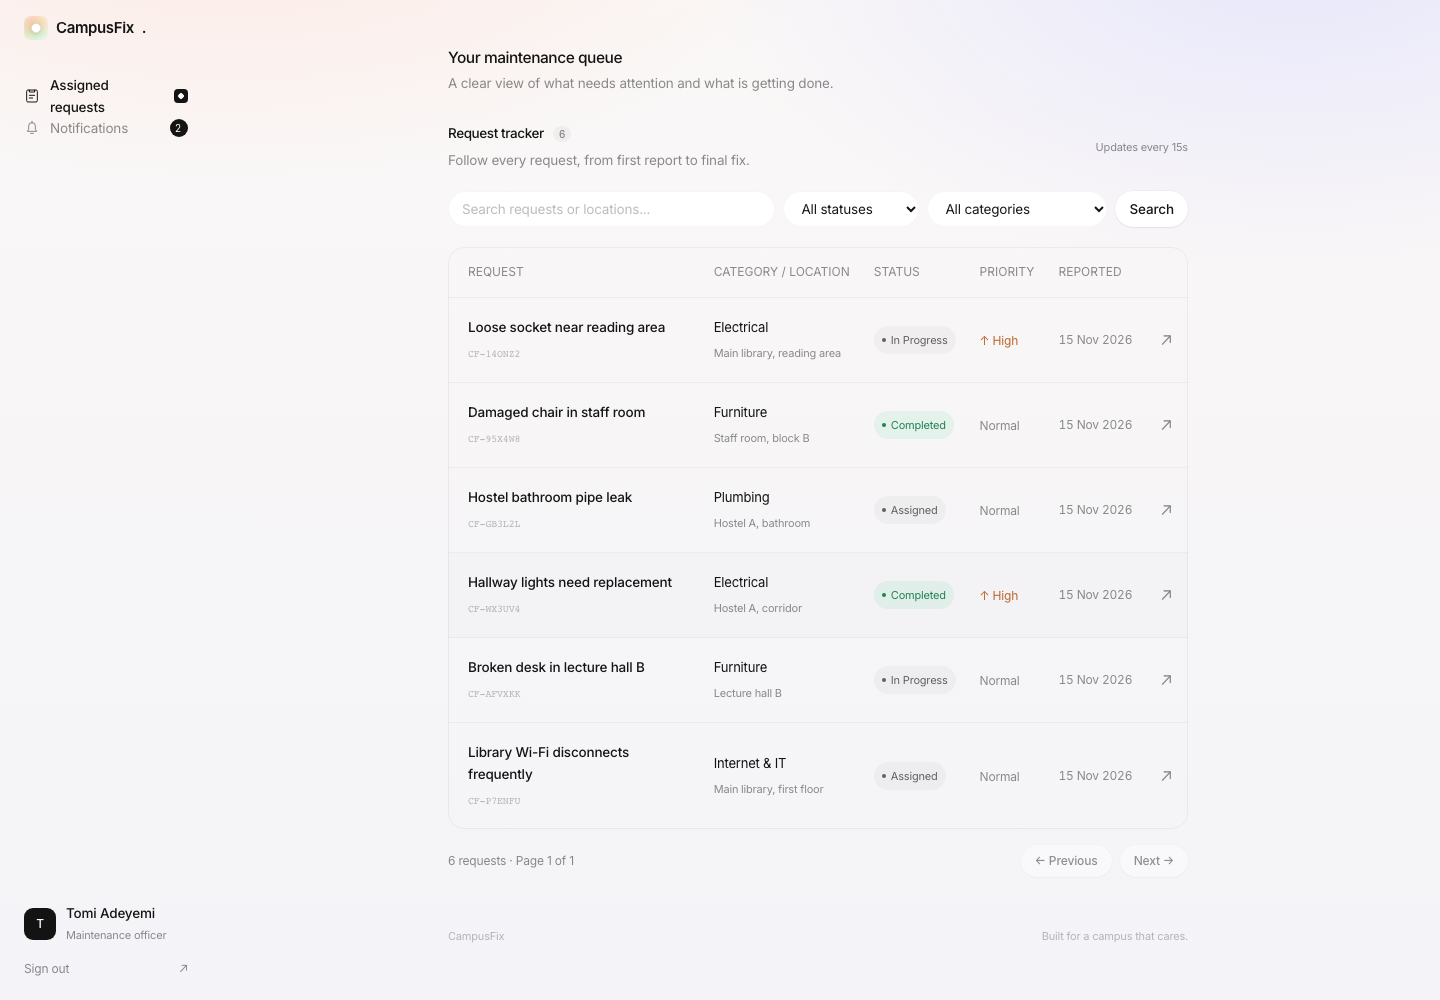 CampusFix .
Assigned
requests
Notifications 2
Your maintenance queue
A clear view of what needs attention and what is getting done.
Request tracker 6
Follow every request, from first report to final fix.
Updates every 15s
Search requests or locations...
All statuses
All categories
Search
REQUEST CATEGORY / LOCATION STATUS PRIORITY REPORTED
Loose socket near reading area
CF-14ONZ2
Electrical
Main library, reading area
• In Progress
↑ High
15 Nov 2026 ↗
Damaged chair in staff room
CF-95X4W8
Furniture
Staff room, block B
• Completed
Normal
15 Nov 2026 ↗
Hostel bathroom pipe leak
CF-GB3L2L
Plumbing
Hostel A, bathroom
• Assigned
Normal
15 Nov 2026 ↗
Hallway lights need replacement
CF-WX3UV4
Electrical
Hostel A, corridor
• Completed
↑ High
15 Nov 2026 ↗
Broken desk in lecture hall B
CF-AFVXKK
Furniture
Lecture hall B
• In Progress
Normal
15 Nov 2026 ↗
Library Wi-Fi disconnects
frequently
CF-P7ENFU
Internet & IT
Main library, first floor
• Assigned
Normal
15 Nov 2026 ↗
6 requests · Page 1 of 1
← Previous
Next →
T
Tomi Adeyemi
Maintenance officer
Sign out ↗
CampusFix
Built for a campus that cares.